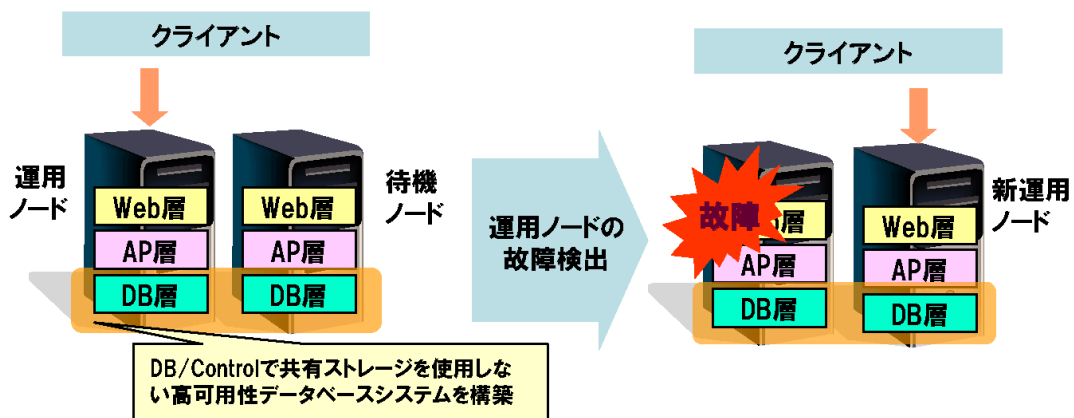 クライアント
運用
ノード
Web層
AP層
DB層
Web層
AP層
DB層
待機
ノード
DB/Controlで共有ストレージを使用しな
い高可用性データベースシステムを構築
運用ノードの
故障検出
クライアント
故障
層
AP層
DB層
Web層
AP層
DB層
新運用
ノード